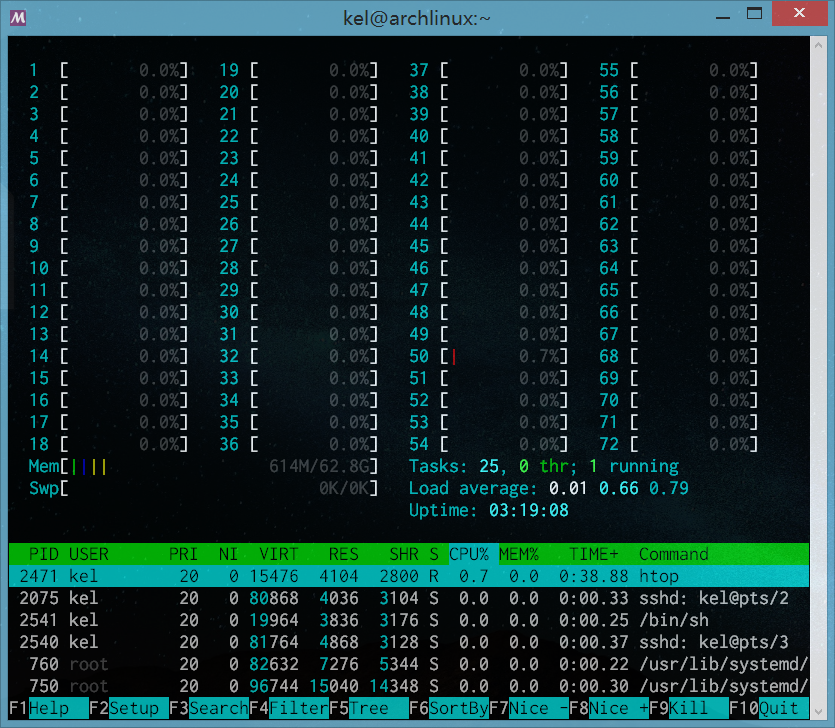 M kel@archlinux:~
1 [ 0.0%] 19 [ 0.0%] 37 [ 0.0%] 55 [ 0.0%]
2 [ 0.0%] 20 [ 0.0%] 38 [ 0.0%] 56 [ 0.0%]
3 [ 0.0%] 21 [ 0.0%] 39 [ 0.0%] 57 [ 0.0%]
4 [ 0.0%] 22 [ 0.0%] 40 [ 0.0%] 58 [ 0.0%]
5 [ 0.0%] 23 [ 0.0%] 41 [ 0.0%] 59 [ 0.0%]
6 [ 0.0%] 24 [ 0.0%] 42 [ 0.0%] 60 [ 0.0%]
7 [ 0.0%] 25 [ 0.0%] 43 [ 0.0%] 61 [ 0.0%]
8 [ 0.0%] 26 [ 0.0%] 44 [ 0.0%] 62 [ 0.0%]
9 [ 0.0%] 27 [ 0.0%] 45 [ 0.0%] 63 [ 0.0%]
10 [ 0.0%] 28 [ 0.0%] 46 [ 0.0%] 64 [ 0.0%]
11 [ 0.0%] 29 [ 0.0%] 47 [ 0.0%] 65 [ 0.0%]
12 [ 0.0%] 30 [ 0.0%] 48 [ 0.0%] 66 [ 0.0%]
13 [ 0.0%] 31 [ 0.0%] 49 [ 0.0%] 67 [ 0.0%]
14 [ 0.0%] 32 [ 0.0%] 50 [| 0.7%] 68 [ 0.0%]
15 [ 0.0%] 33 [ 0.0%] 51 [ 0.0%] 69 [ 0.0%]
16 [ 0.0%] 34 [ 0.0%] 52 [ 0.0%] 70 [ 0.0%]
17 [ 0.0%] 35 [ 0.0%] 53 [ 0.0%] 71 [ 0.0%]
18 [ 0.0%] 36 [ 0.0%] 54 [ 0.0%] 72 [ 0.0%]
Mem[|||| 614M/62.8G] Tasks: 25, 0 thr; 1 running
Swp[ 0K/0K] Load average: 0.01 0.66 0.79
Uptime: 03:19:08
PID USER PRI NI VIRT RES SHR S CPU% MEM% TIME+ Command
2471 kel 20 0 15476 4104 2800 R 0.7 0.0 0:38.88 htop
2075 kel 20 0 80868 4036 3104 S 0.0 0.0 0:00.33 sshd: kel@pts/2
2541 kel 20 0 19964 3836 3176 S 0.0 0.0 0:00.25 /bin/sh
2540 kel 20 0 81764 4868 3128 S 0.0 0.0 0:00.37 sshd: kel@pts/3
760 root 20 0 82632 7276 5344 S 0.0 0.0 0:00.22 /usr/lib/systemd/
750 root 20 0 96744 15040 14348 S 0.0 0.0 0:00.30 /usr/lib/systemd/
F1Help F2Setup F3SearchF4FilterF5Tree F6SortByF7Nice -F8Nice +F9Kill F10Quit